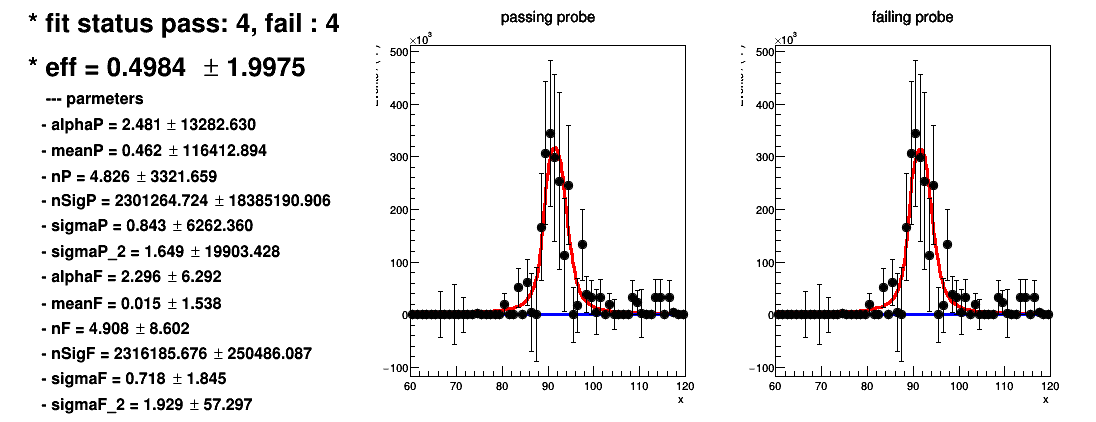 * fit status pass: 4, fail : 4
* eff = 0.4984 ± 1.9975
--- parmeters
- alphaP = 2.481 ± 13282.630
- meanP = 0.462 ± 116412.894
- nP = 4.826 ± 3321.659
- nSigP = 2301264.724 ± 18385190.906
- sigmaP = 0.843 ± 6262.360
- sigmaP_2 = 1.649 ± 19903.428
- alphaF = 2.296 ± 6.292
- meanF = 0.015 ± 1.538
- nF = 4.908 ± 8.602
- nSigF = 2316185.676 ± 250486.087
- sigmaF = 0.718 ± 1.845
- sigmaF_2 = 1.929 ± 57.297
passing probe
×10³
500
400
300
200
100
0
−100
60 70 80 90 100 110 120
x
failing probe
×10³
500
400
300
200
100
0
−100
60 70 80 90 100 110 120
x